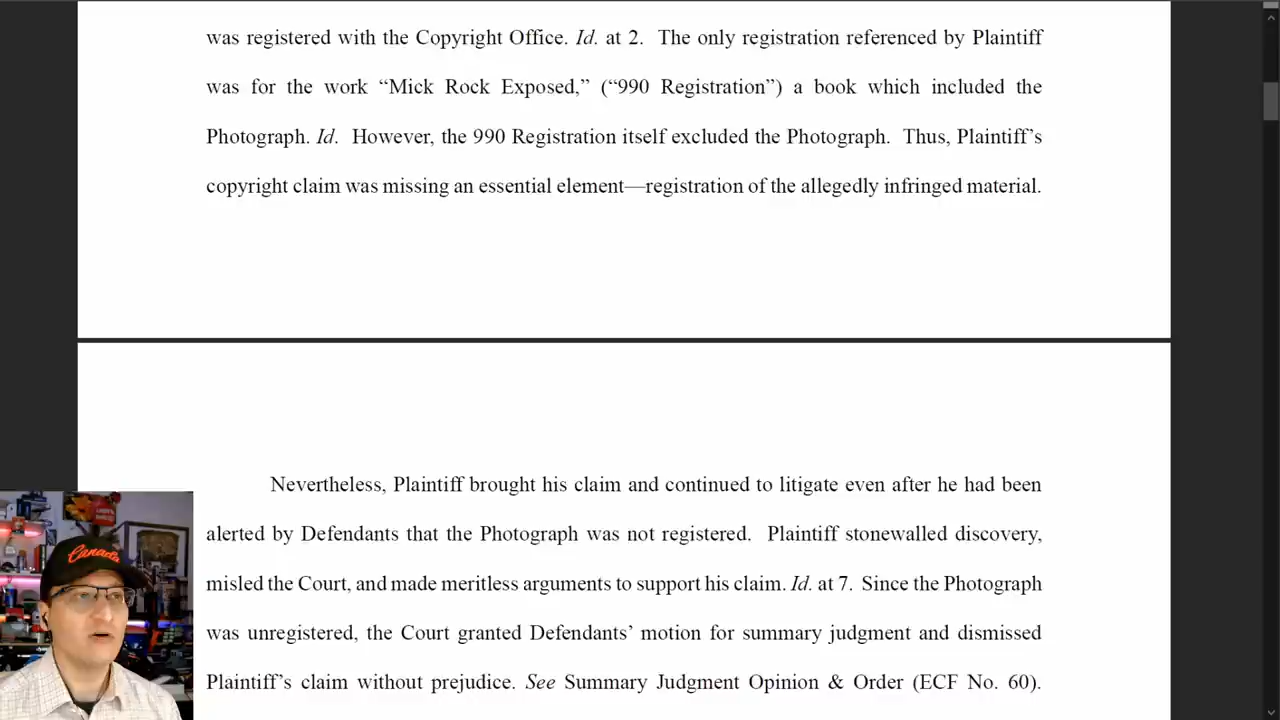 was registered with the Copyright Office. Id. at 2. The only registration referenced by Plaintiff
was for the work “Mick Rock Exposed,” (“990 Registration”) a book which included the
Photograph. Id. However, the 990 Registration itself excluded the Photograph. Thus, Plaintiff’s
copyright claim was missing an essential element—registration of the allegedly infringed material.
Nevertheless, Plaintiff brought his claim and continued to litigate even after he had been
alerted by Defendants that the Photograph was not registered. Plaintiff stonewalled discovery,
misled the Court, and made meritless arguments to support his claim. Id. at 7. Since the Photograph
was unregistered, the Court granted Defendants’ motion for summary judgment and dismissed
Plaintiff’s claim without prejudice. See Summary Judgment Opinion & Order (ECF No. 60).
Canada